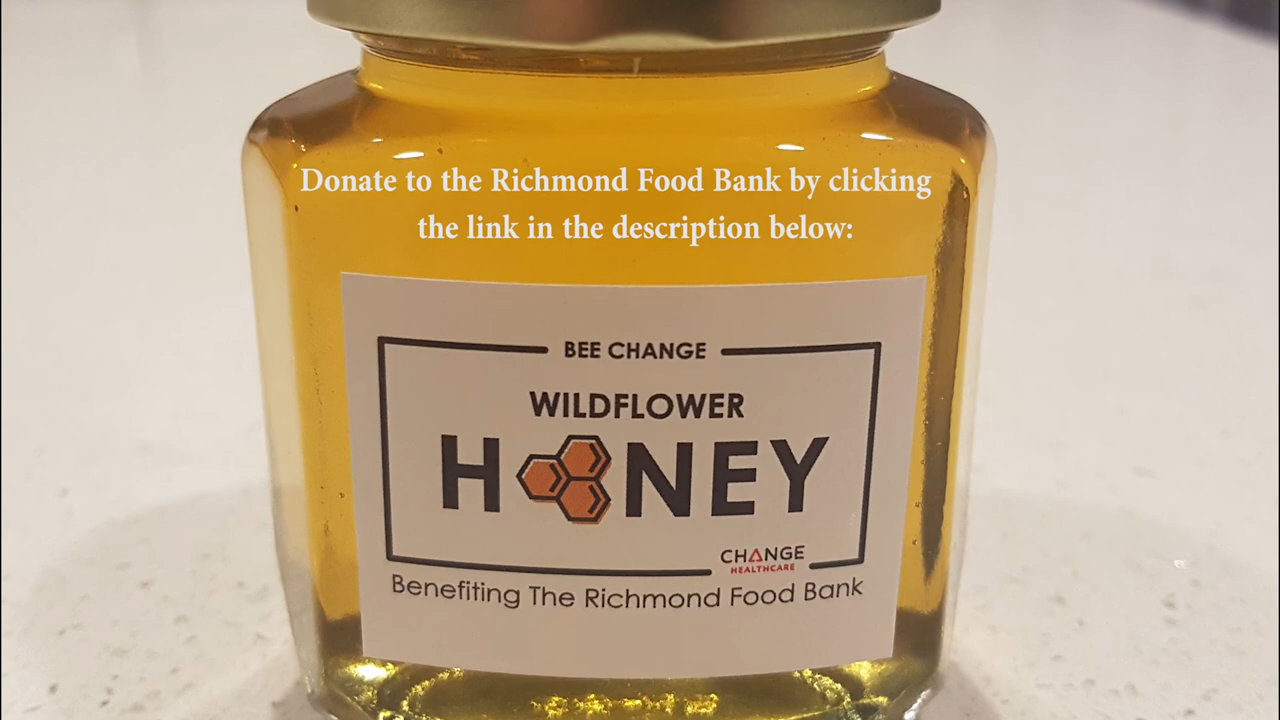 Donate to the Richmond Food Bank by clicking
the link in the description below:
BEE CHANGE
WILDFLOWER
HONEY
CHANGE
HEALTHCARE
Benefiting The Richmond Food Bank